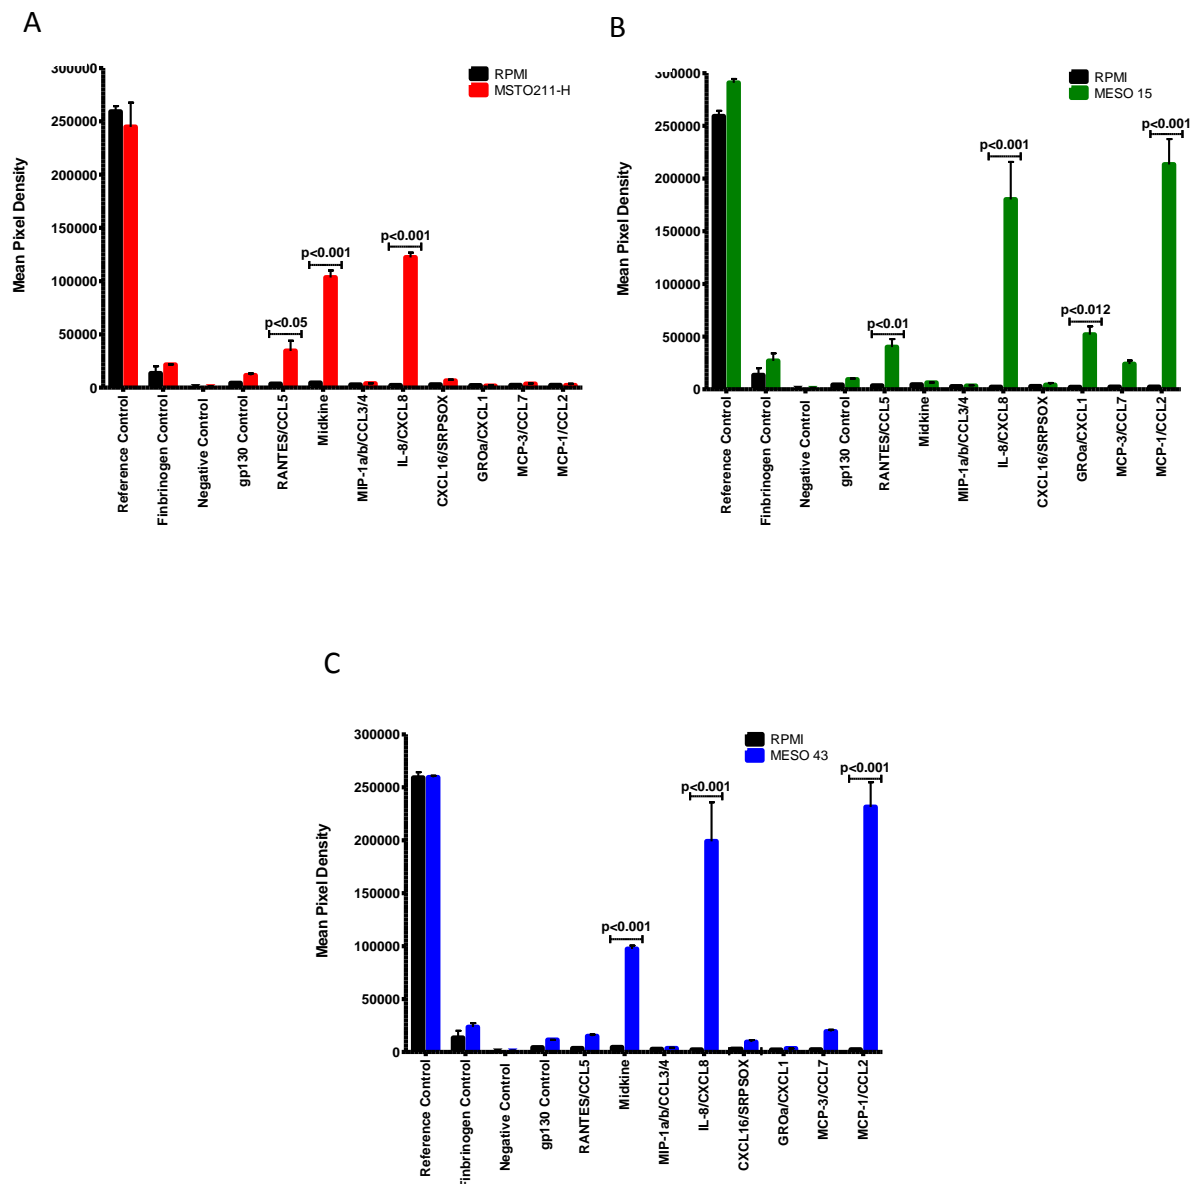 A
300000
250000
200000
150000
100000
50000
0
Mean Pixel Density
RPMI
MSTO211-H
p<0.05
p<0.001
p<0.001
Reference Control
Finbrinogen Control
Negative Control
gp130 Control
RANTES/CCL5
Midkine
MIP-1a/b/CCL3/4
IL-8/CXCL8
CXCL16/SRPSOX
GROa/CXCL1
MCP-3/CCL7
MCP-1/CCL2
B
300000
250000
200000
150000
100000
50000
0
Mean Pixel Density
RPMI
MESO 15
p<0.01
p<0.001
p<0.012
p<0.001
Reference Control
Finbrinogen Control
Negative Control
gp130 Control
RANTES/CCL5
Midkine
MIP-1a/b/CCL3/4
IL-8/CXCL8
CXCL16/SRPSOX
GROa/CXCL1
MCP-3/CCL7
MCP-1/CCL2
C
300000
250000
200000
150000
100000
50000
0
Mean Pixel Density
RPMI
MESO 43
p<0.001
p<0.001
p<0.001
Reference Control
Finbrinogen Control
Negative Control
gp130 Control
RANTES/CCL5
Midkine
MIP-1a/b/CCL3/4
IL-8/CXCL8
CXCL16/SRPSOX
GROa/CXCL1
MCP-3/CCL7
MCP-1/CCL2